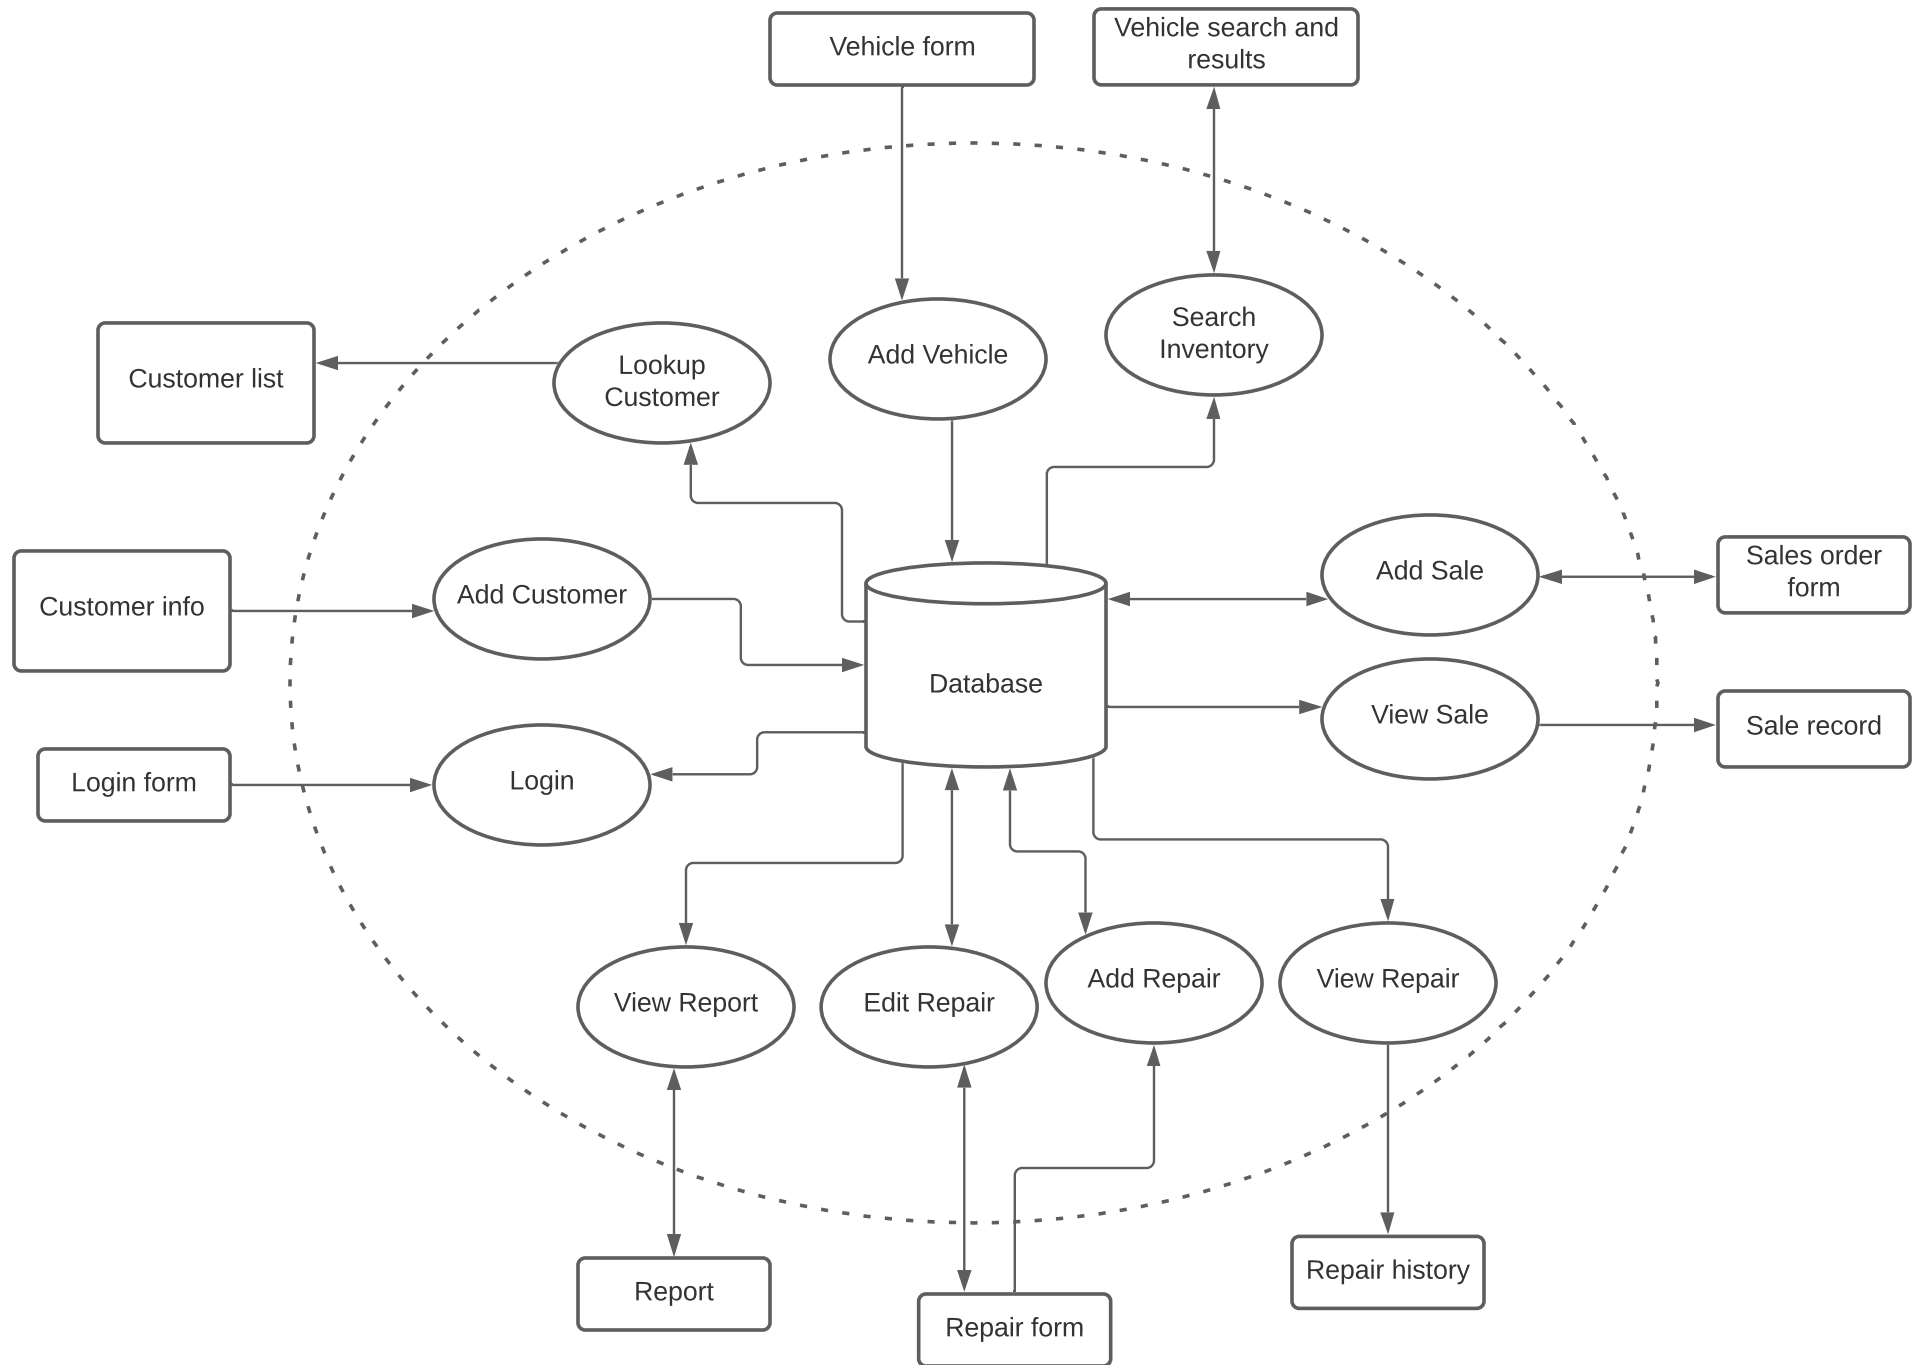 Vehicle form
Vehicle search and
results
Search
Inventory
Add Vehicle
Lookup
Customer
Customer list
Add Sale
Sales order
form
Customer info
Add Customer
Database
View Sale
Sale record
Login form
Login
View Report
Edit Repair
Add Repair
View Repair
Report
Repair form
Repair history